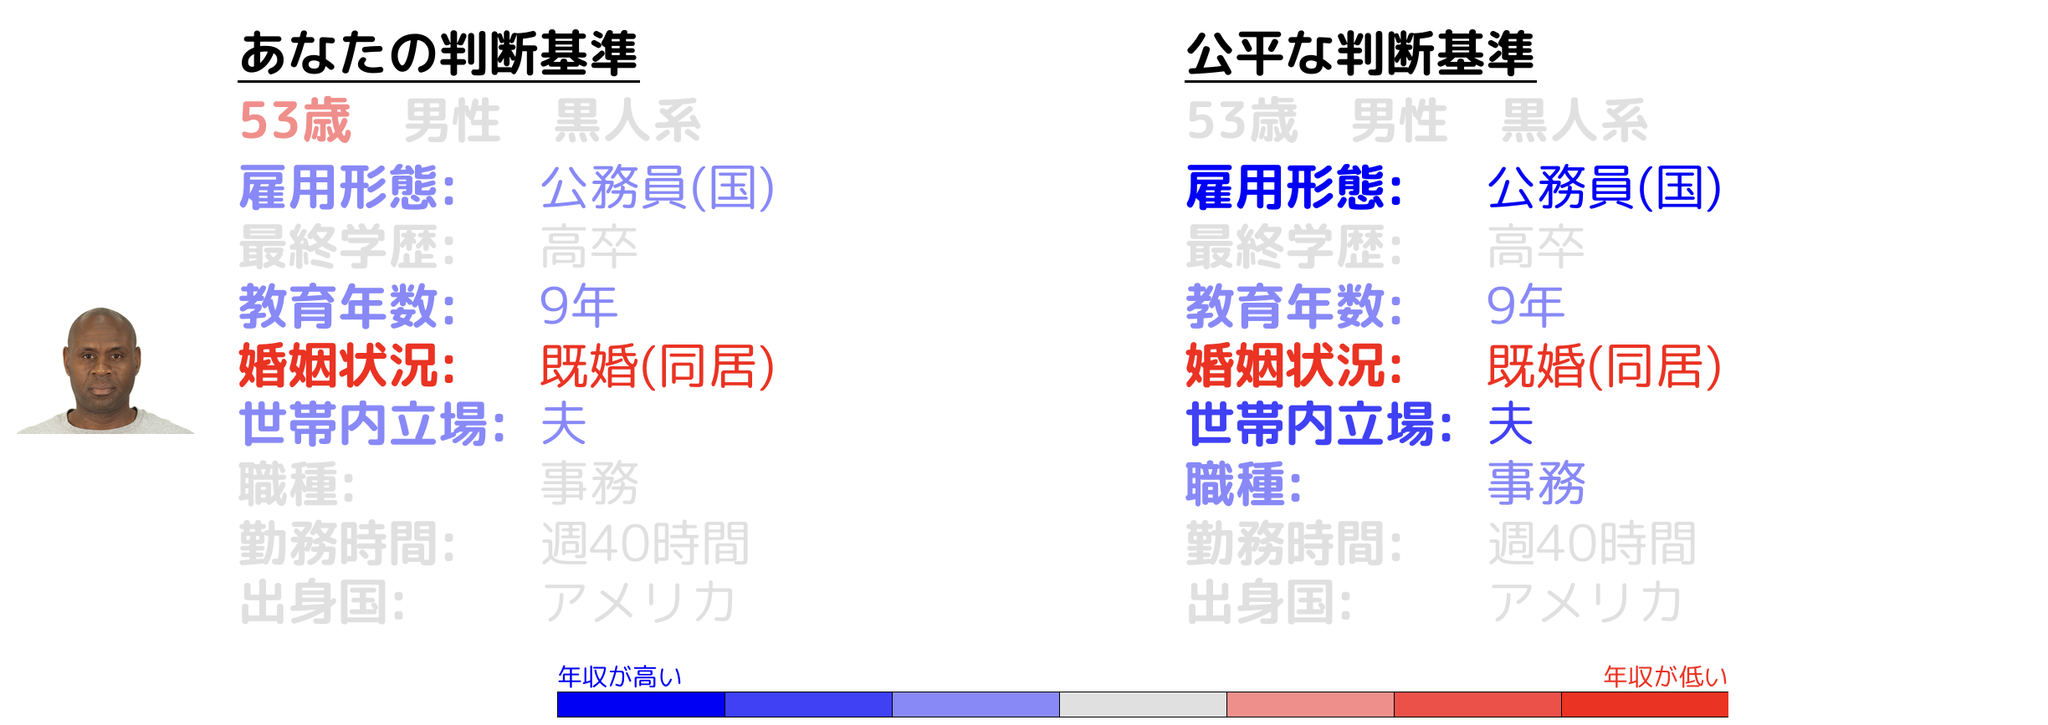 あなたの判断基準
53歳 男性 黒人系
雇用形態: 公務員(国)
最終学歴: 高卒
教育年数: 9年
婚姻状況: 既婚(同居)
世帯内立場: 夫
職種: 事務
勤務時間: 週40時間
出身国: アメリカ
公平な判断基準
53歳 男性 黒人系
雇用形態: 公務員(国)
最終学歴: 高卒
教育年数: 9年
婚姻状況: 既婚(同居)
世帯内立場: 夫
職種: 事務
勤務時間: 週40時間
出身国: アメリカ
年収が高い
年収が低い